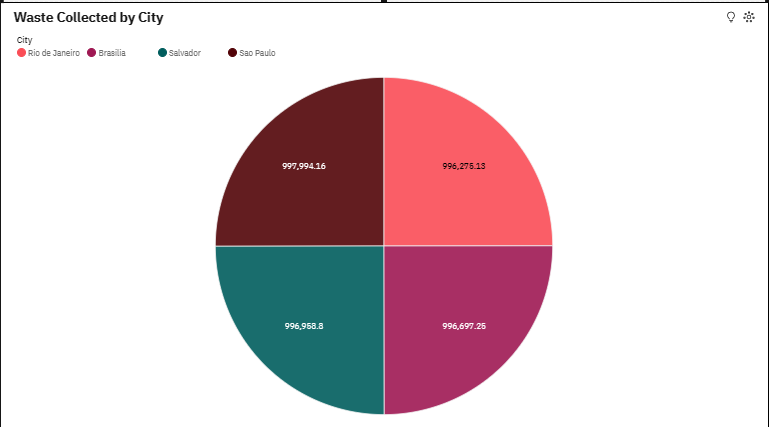 Waste Collected by City
City
Rio de Janeiro Brasilia Salvador Sao Paulo
997,994.16 996,275.13
996,958.8 996,697.25